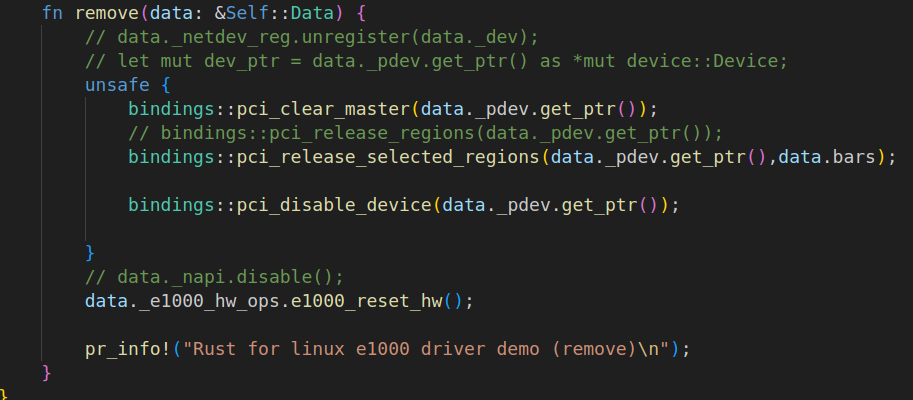 fn remove(data: &Self::Data) {
// data._netdev_reg.unregister(data._dev);
// let mut dev_ptr = data._pdev.get_ptr() as *mut device::Device;
unsafe {
bindings::pci_clear_master(data._pdev.get_ptr());
// bindings::pci_release_regions(data._pdev.get_ptr());
bindings::pci_release_selected_regions(data._pdev.get_ptr(),data.bars);
bindings::pci_disable_device(data._pdev.get_ptr());
}
// data._napi.disable();
data._e1000_hw_ops.e1000_reset_hw();
pr_info!("Rust for linux e1000 driver demo (remove)\n");
}
}